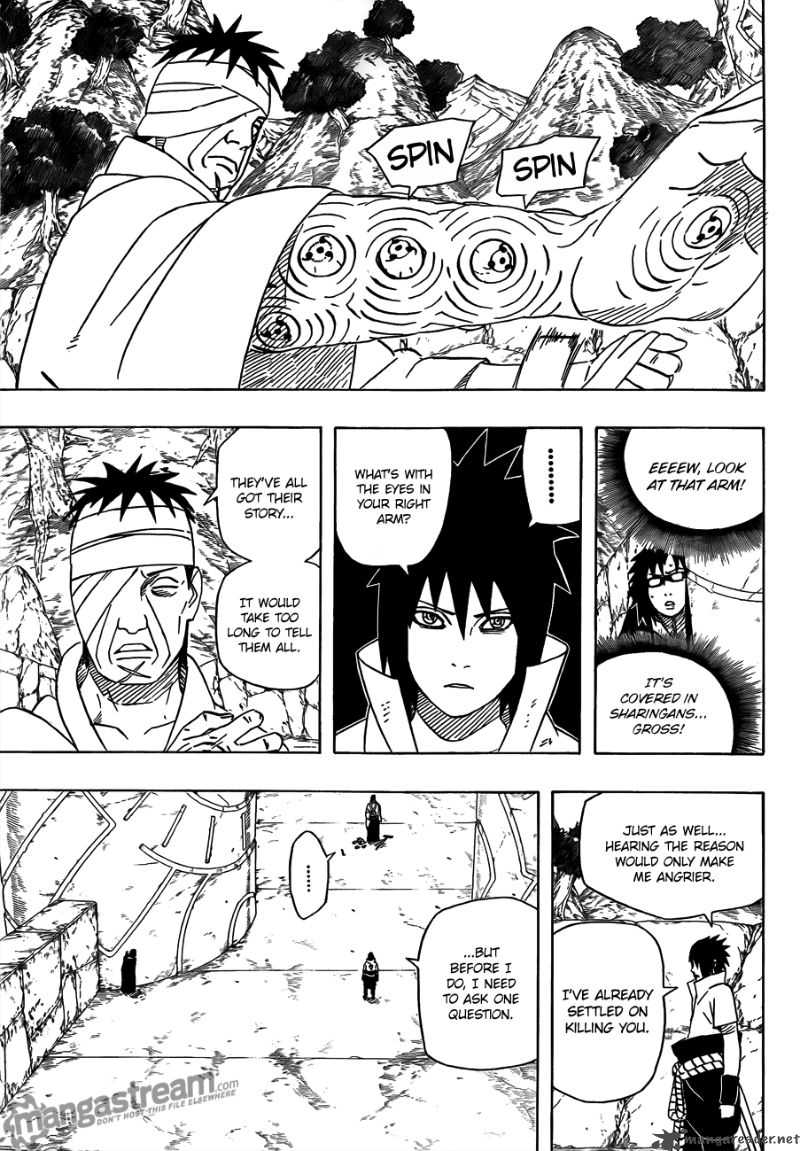 SPIN
SPIN
EEEEW, LOOK
AT THAT ARM!
IT'S
COVERED IN
SHARINGANS...
GROSS!
.........
WHAT'S WITH
THE EYES IN
YOUR RIGHT
ARM?
THEY'VE ALL
GOT THEIR
STORY...
IT WOULD
TAKE TOO
LONG TO TELL
THEM ALL.
JUST AS WELL...
HEARING THE REASON
WOULD ONLY MAKE
ME ANGRIER.
I'VE ALREADY
SETTLED ON
KILLING YOU.
...BUT
BEFORE I
DO, I NEED
TO ASK ONE
QUESTION.
......
mangastream.com
DON'T HOST THIS FILE ELSEWHERE
mangareader.net